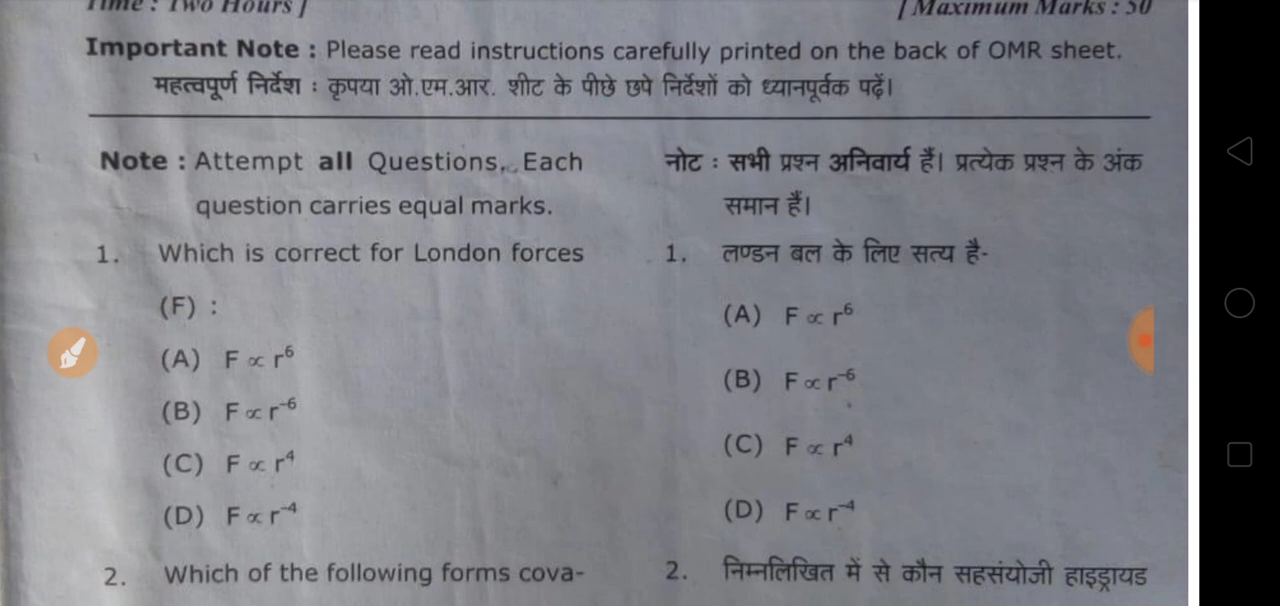 Time : Two Hours ]
[ Maximum Marks : 50
Important Note : Please read instructions carefully printed on the back of OMR sheet.
महत्वपूर्ण निर्देश : कृपया ओ.एम.आर. शीट के पीछे छपे निर्देशों को ध्यानपूर्वक पढ़ें।
Note : Attempt all Questions. Each
question carries equal marks.
1. Which is correct for London forces
(F) :
(A) F ∝ r⁶
(B) F ∝ r⁻⁶
(C) F ∝ r⁴
(D) F ∝ r⁻⁴
2. Which of the following forms cova-
नोट : सभी प्रश्न अनिवार्य हैं। प्रत्येक प्रश्न के अंक
समान हैं।
1. लण्डन बल के लिए सत्य है-
(A) F ∝ r⁶
(B) F ∝ r⁻⁶
(C) F ∝ r⁴
(D) F ∝ r⁻⁴
2. निम्नलिखित में से कौन सहसंयोजी हाइड्रायड